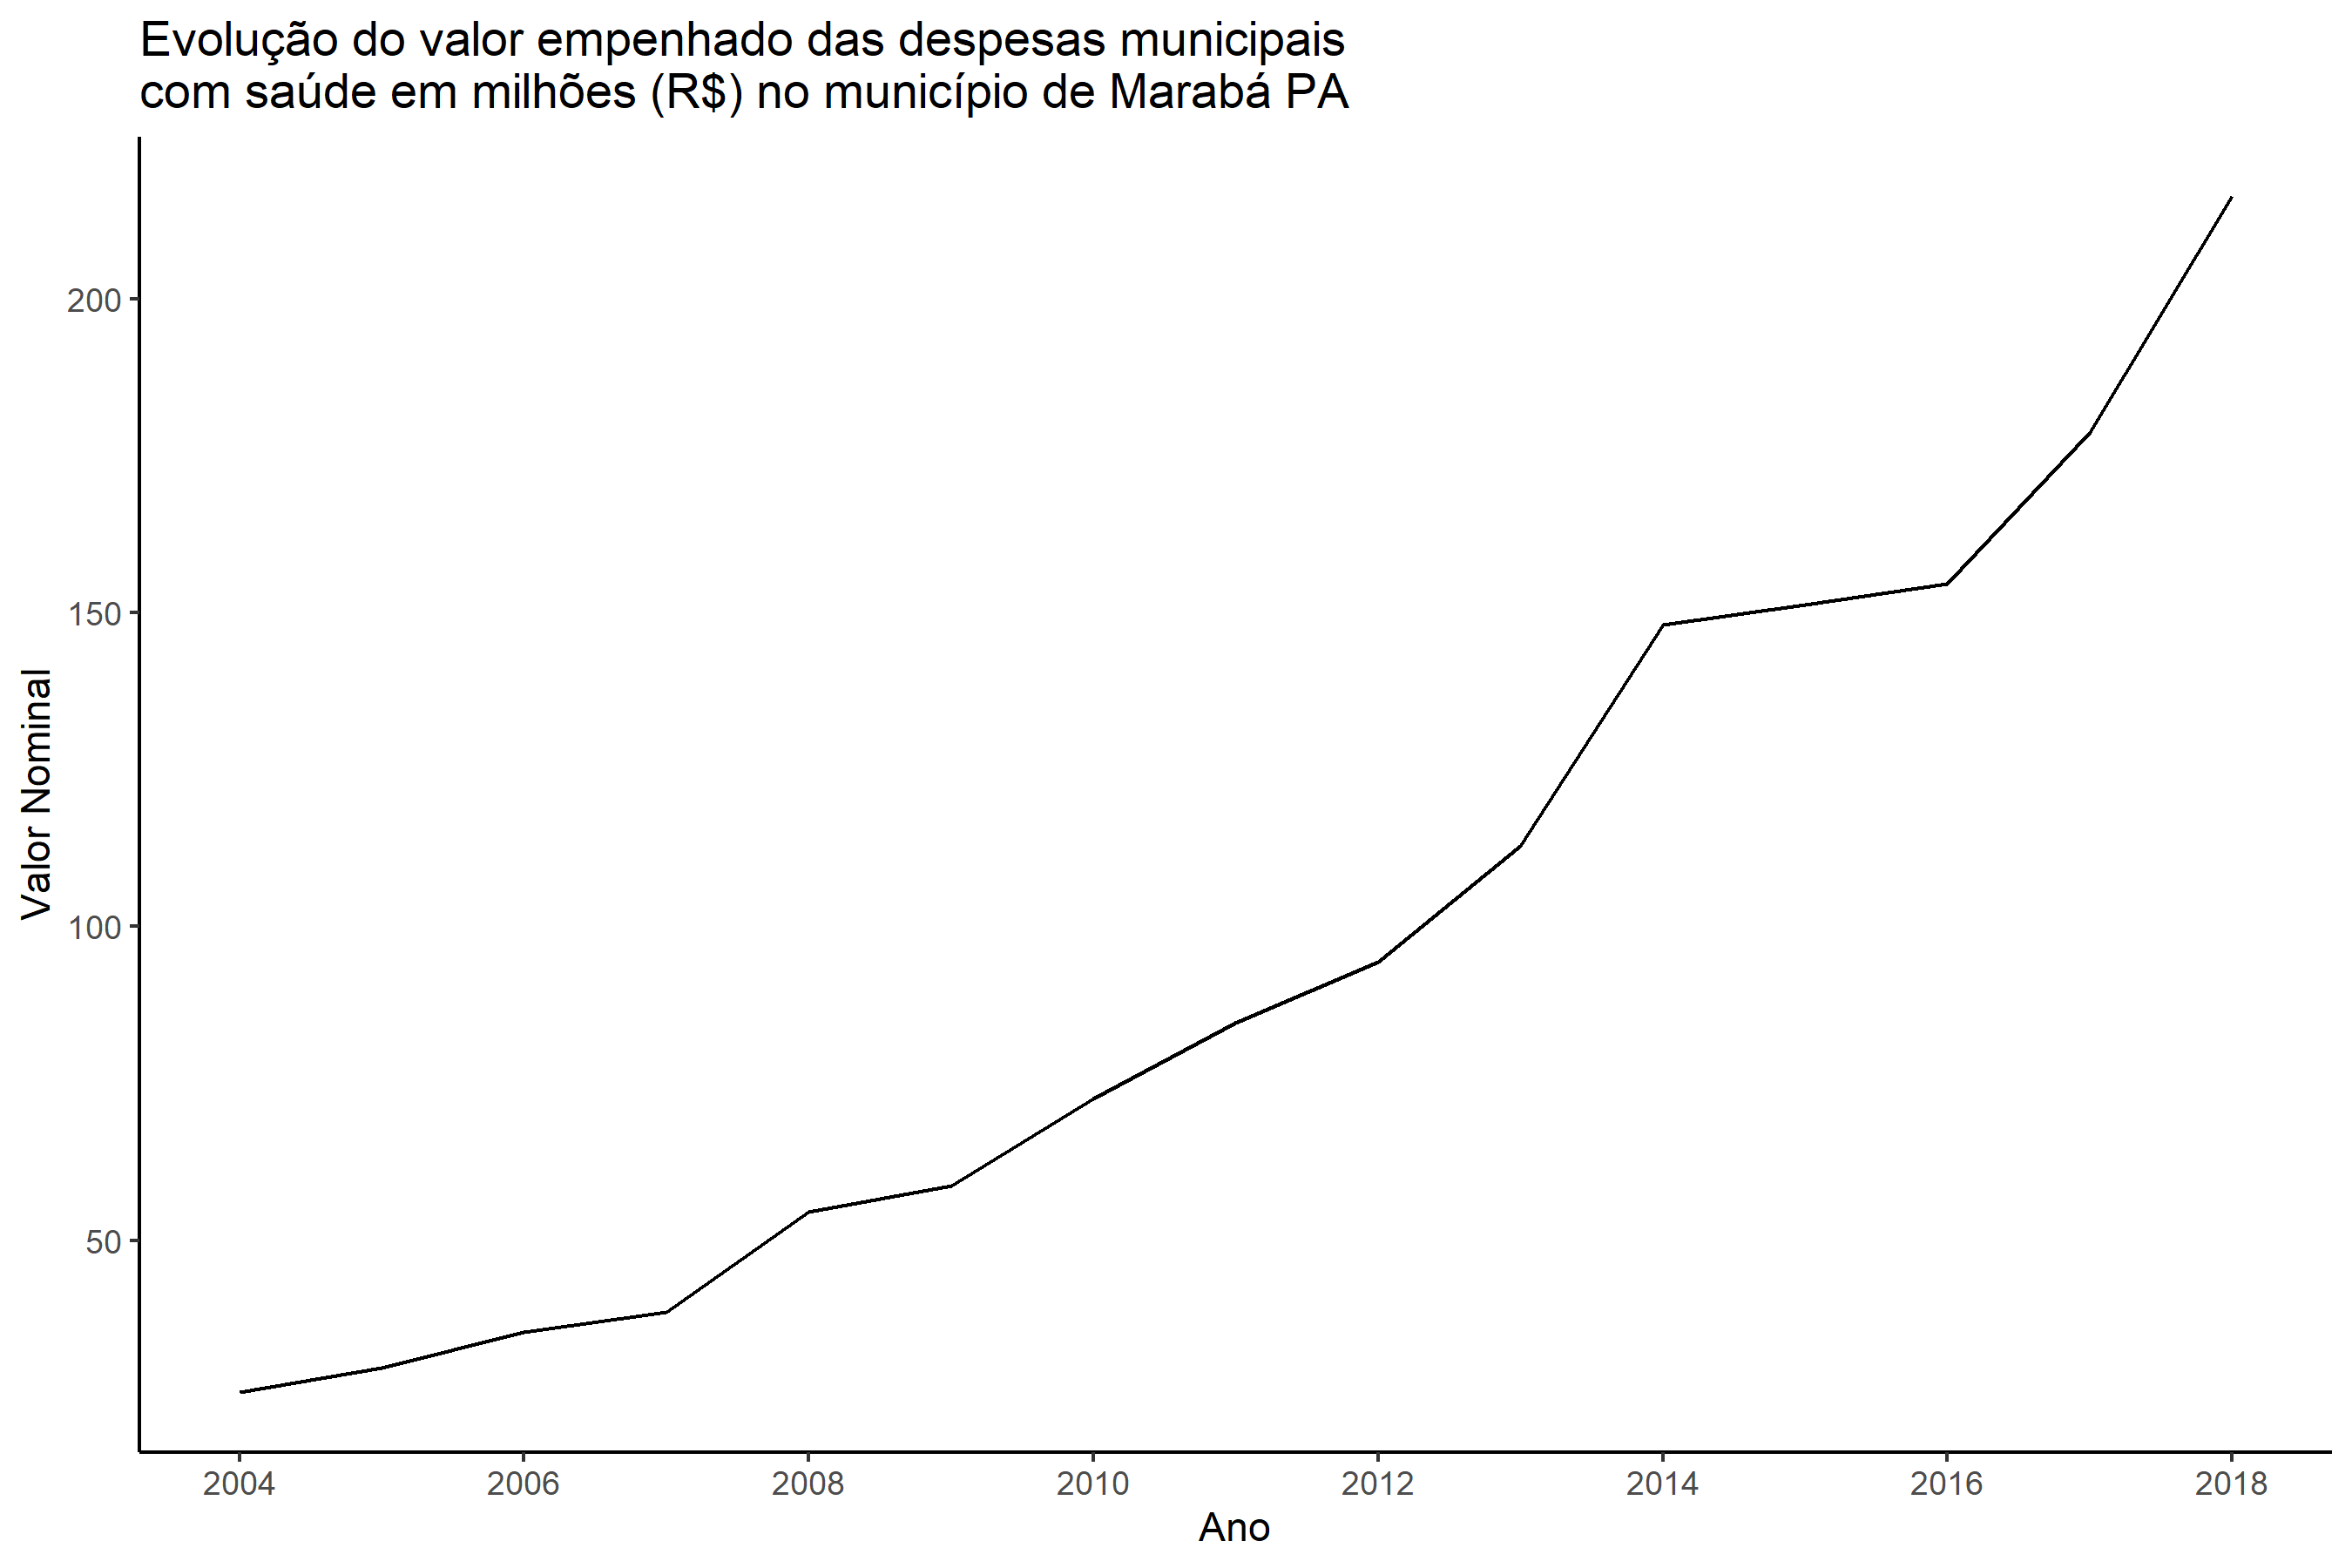 Evolução do valor empenhado das despesas municipais
com saúde em milhões (R$) no município de Marabá PA
Valor Nominal
200
150
100
50
2004 2006 2008 2010 2012 2014 2016 2018
Ano